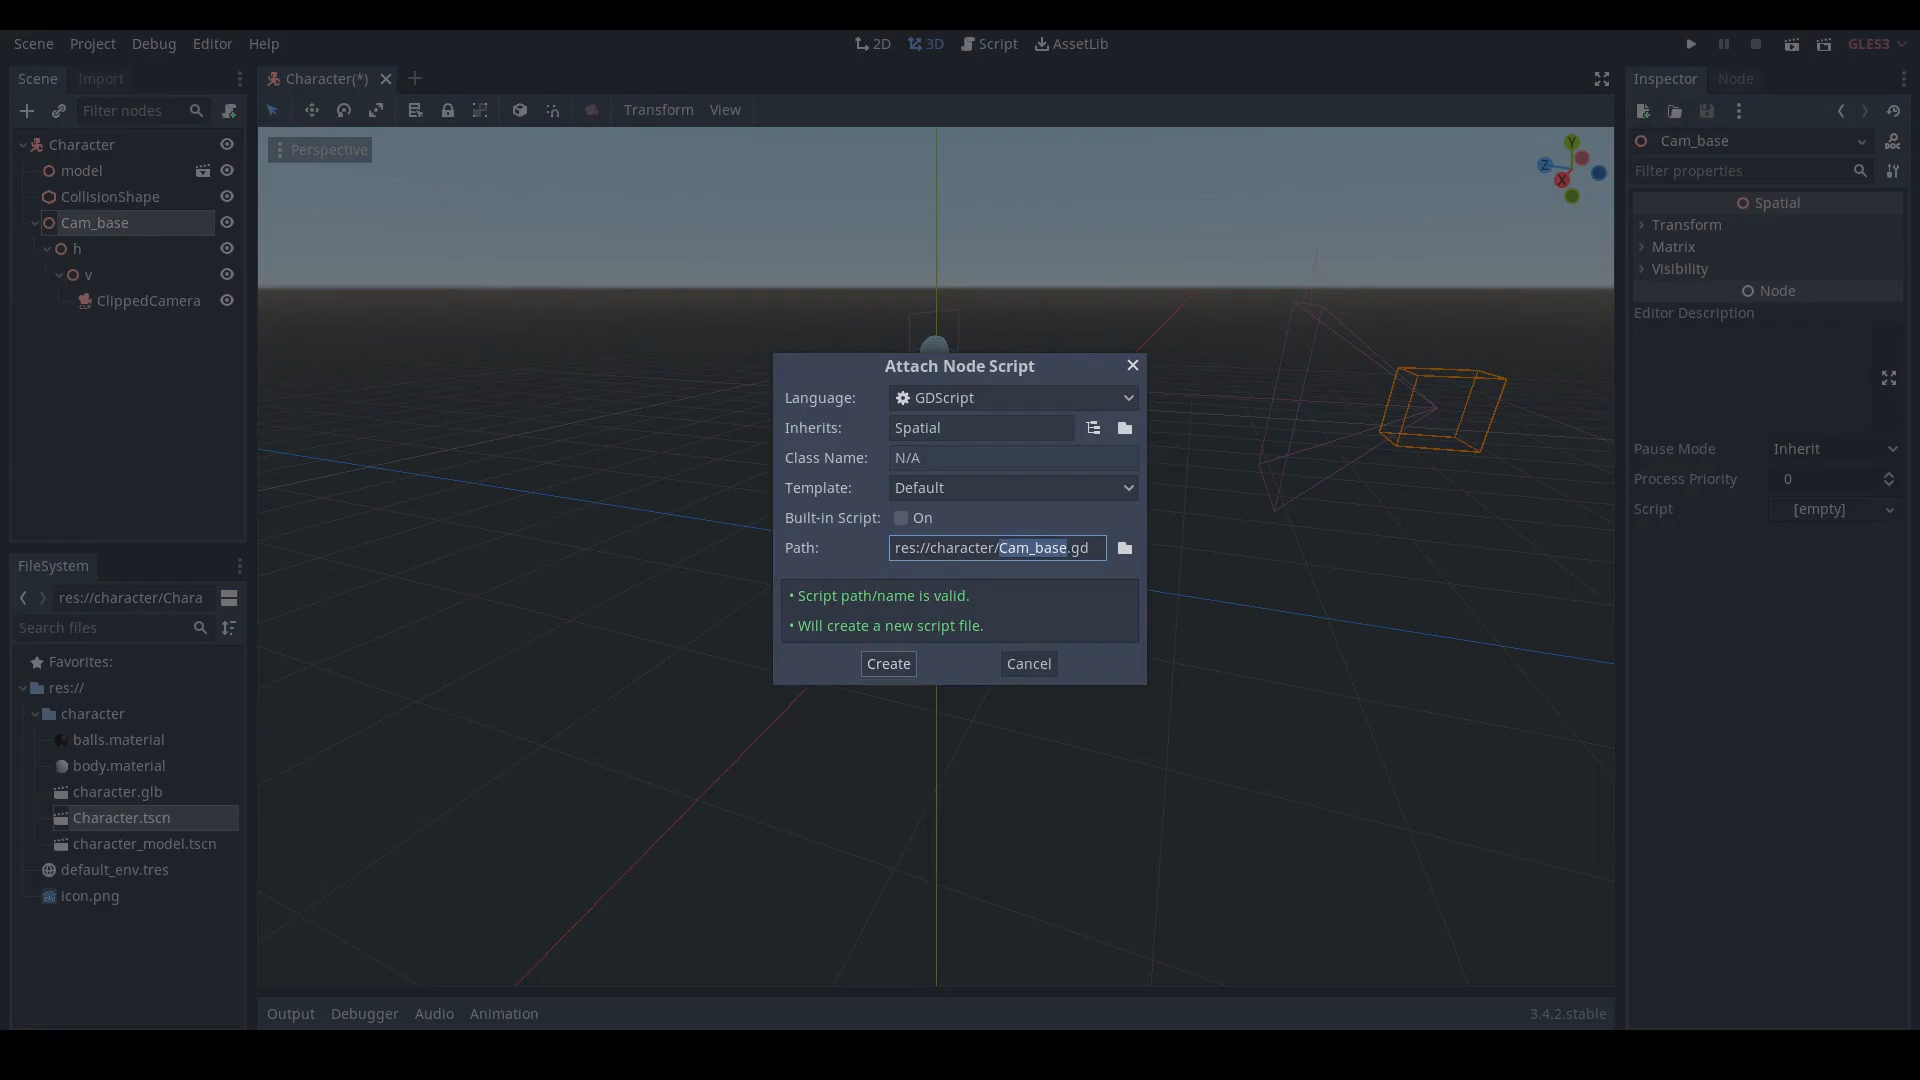 Scene Project Debug Editor Help
2D 3D Script AssetLib
GLES3
Scene Import
Character(*)
Inspector Node
Filter nodes
Transform View
Character
model
CollisionShape
Cam_base
h
v
ClippedCamera
Perspective
Y
Z
X
Cam_base
DOC
Filter properties
Spatial
Transform
Matrix
Visibility
Node
Editor Description
Pause Mode Inherit
Process Priority 0
Script [empty]
Attach Node Script
Language: GDScript
Inherits: Spatial
Class Name: N/A
Template: Default
Built-in Script: On
Path: res://character/Cam_base.gd
• Script path/name is valid.
• Will create a new script file.
Create Cancel
FileSystem
res://character/Chara
Search files
Favorites:
res://
character
balls.material
body.material
character.glb
Character.tscn
character_model.tscn
default_env.tres
icon.png
Output Debugger Audio Animation
3.4.2.stable